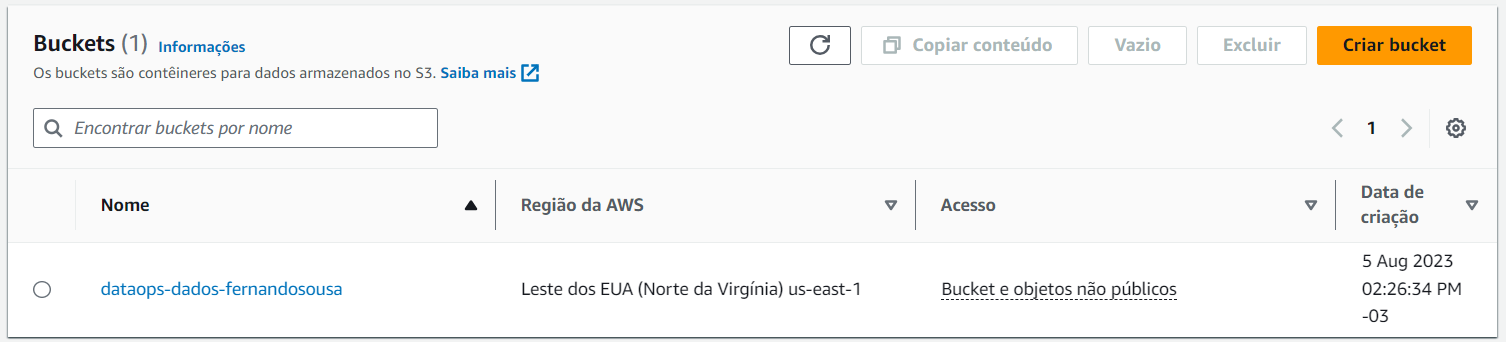 Buckets (1) Informações
Copiar conteúdo Vazio Excluir Criar bucket
Os buckets são contêineres para dados armazenados no S3. Saiba mais
Encontrar buckets por nome
1
Nome Região da AWS Acesso Data de
criação
dataops-dados-fernandosousa Leste dos EUA (Norte da Virgínia) us-east-1 Bucket e objetos não públicos 5 Aug 2023
02:26:34 PM
-03